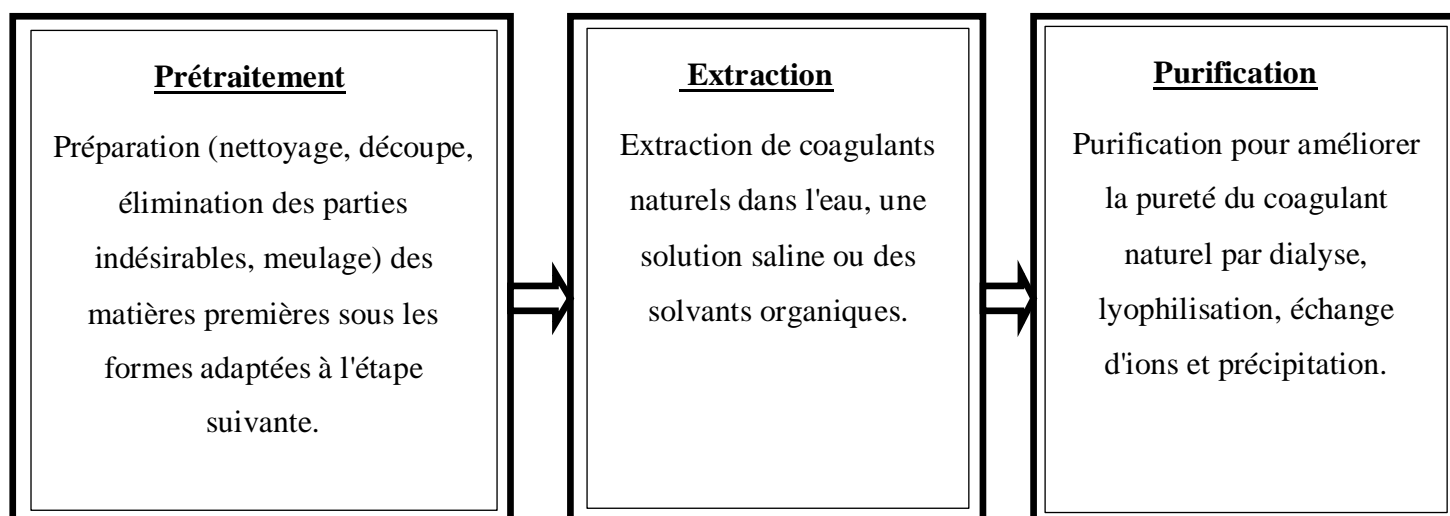 Prétraitement
Préparation (nettoyage, découpe,
élimination des parties
indésirables, meulage) des
matières premières sous les
formes adaptées à l'étape
suivante.
Extraction
Extraction de coagulants
naturels dans l'eau, une
solution saline ou des
solvants organiques.
Purification
Purification pour améliorer
la pureté du coagulant
naturel par dialyse,
lyophilisation, échange
d'ions et précipitation.